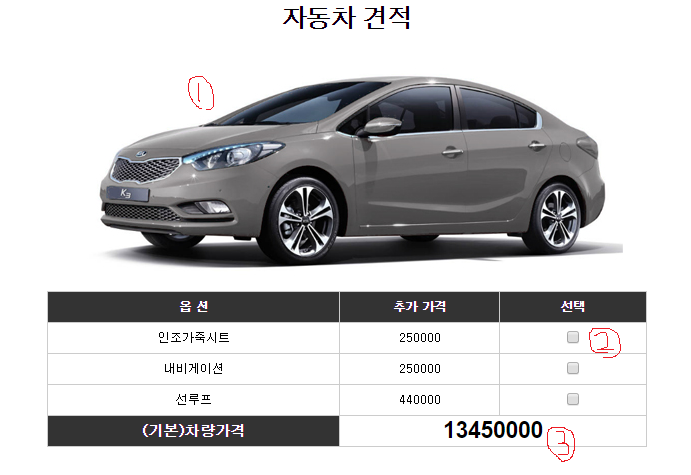 자동차 견적
1
KIA
K3
옵 션 추가 가격 선택
인조가죽시트 250000 2
내비게이션 250000
선루프 440000
(기본)차량가격 13450000 3